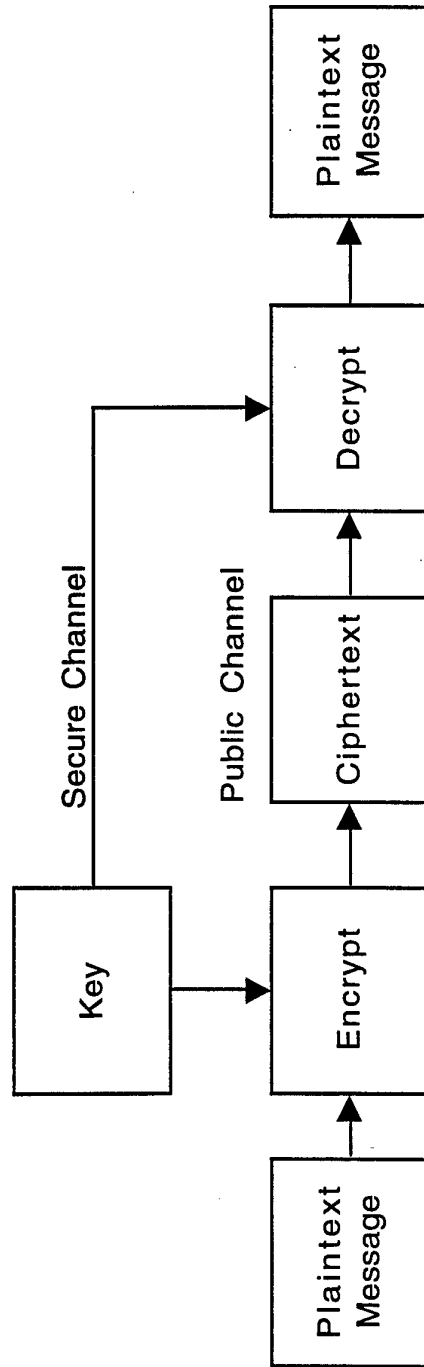 Key
Secure Channel
Public Channel
Plaintext
Message
Encrypt
Ciphertext
Decrypt
Plaintext
Message